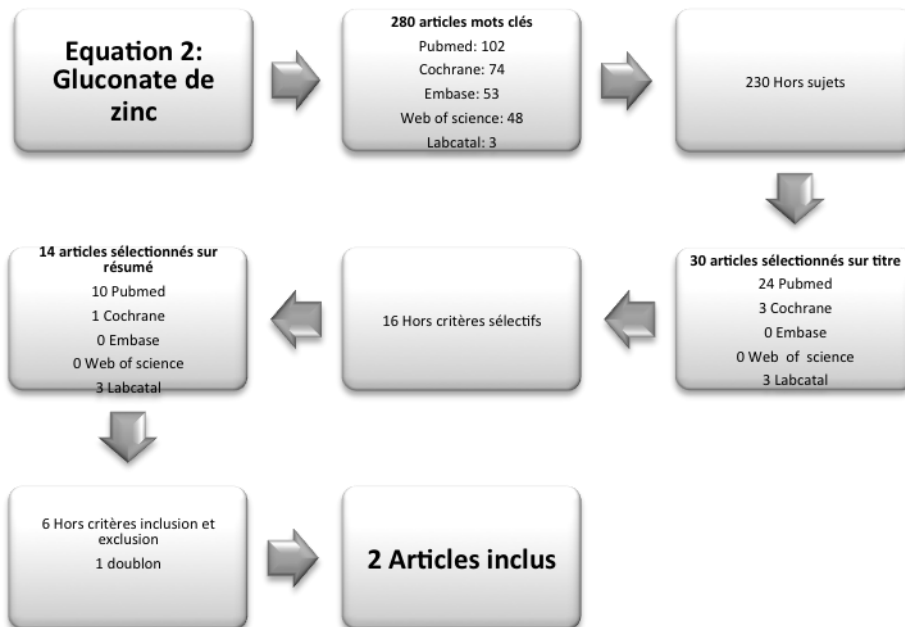 Equation 2:
Gluconate de
zinc
280 articles mots clés
Pubmed: 102
Cochrane: 74
Embase: 53
Web of science: 48
Labcatal: 3
230 Hors sujets
30 articles sélectionnés sur titre
24 Pubmed
3 Cochrane
0 Embase
0 Web of science
3 Labcatal
16 Hors critères sélectifs
14 articles sélectionnés sur
résumé
10 Pubmed
1 Cochrane
0 Embase
0 Web of science
3 Labcatal
6 Hors critères inclusion et
exclusion
1 doublon
2 Articles inclus